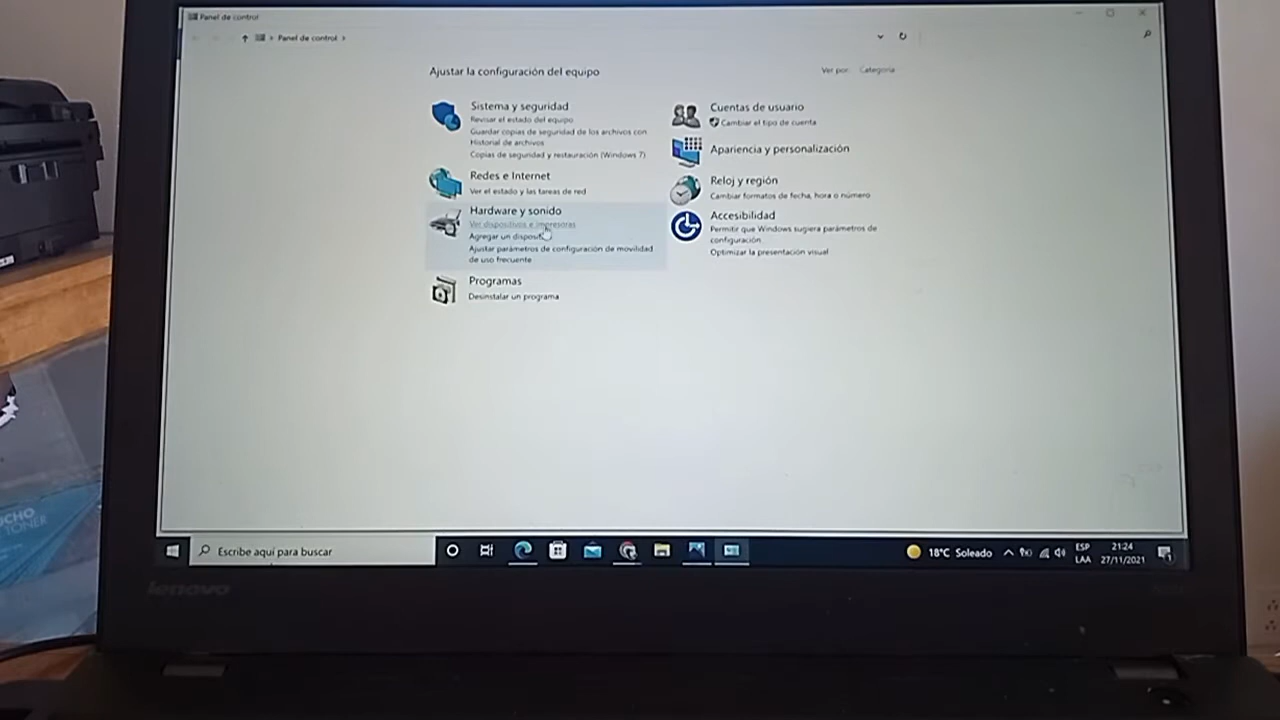 Panel de control
Panel de control
Ajustar la configuración del equipo
Ver por: Categoría
Sistema y seguridad
Revisar el estado del equipo
Guardar copias de seguridad de los archivos con
Historial de archivos
Copias de seguridad y restauración (Windows 7)
Redes e Internet
Ver el estado y las tareas de red
Hardware y sonido
Ver dispositivos e impresoras
Agregar un dispositivo
Ajustar parámetros de configuración de movilidad
de uso frecuente
Programas
Desinstalar un programa
Cuentas de usuario
Cambiar el tipo de cuenta
Apariencia y personalización
Reloj y región
Cambiar formatos de fecha, hora o número
Accesibilidad
Permitir que Windows sugiera parámetros de
configuración
Optimizar la presentación visual
Escribe aquí para buscar
18°C Soleado
ESP
LAA
21:24
27/11/2021
1
lenovo
TONER